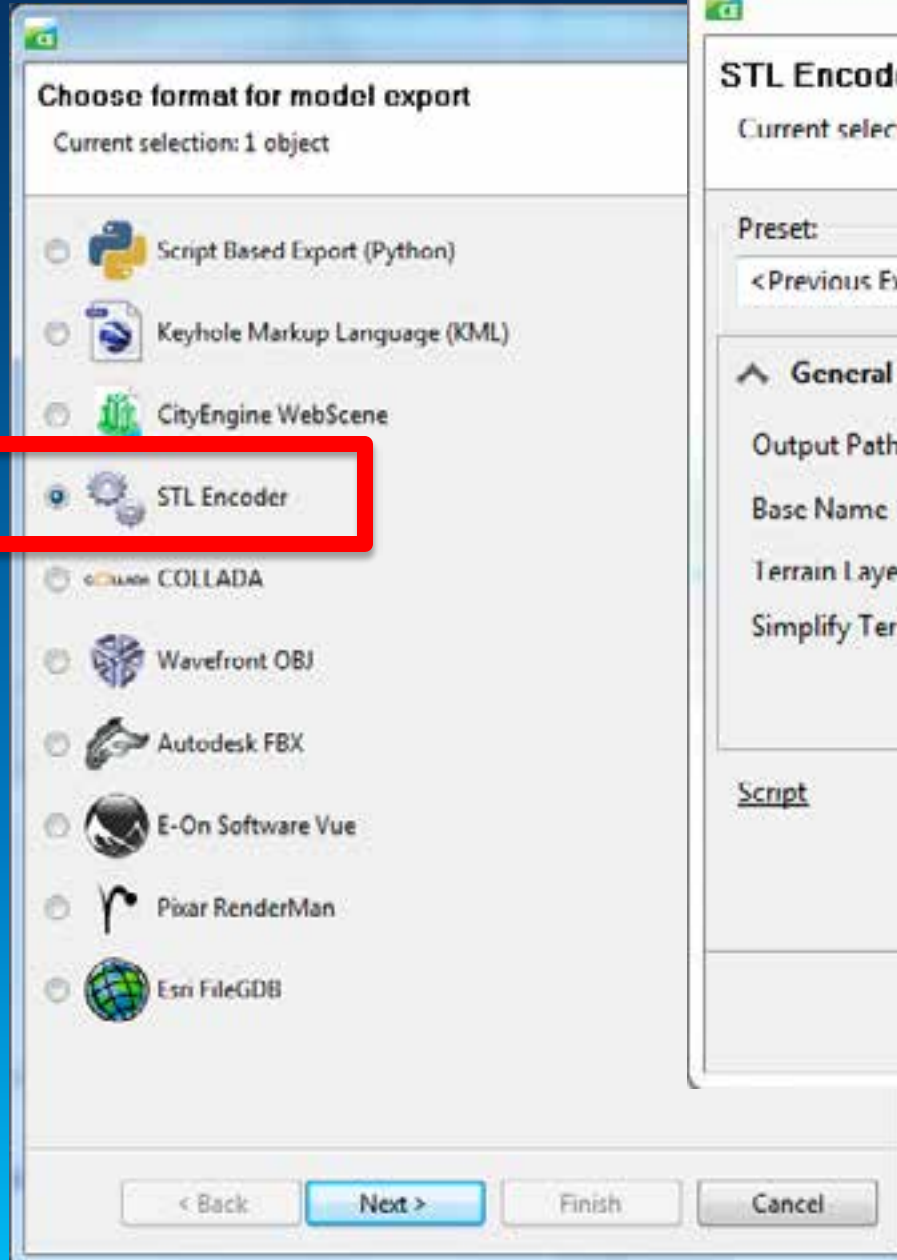 Choose format for model export
Current selection: 1 object
Script Based Export (Python)
Keyhole Markup Language (KML)
CityEngine WebScene
STL Encoder
COLLADA
Wavefront OBJ
Autodesk FBX
E-On Software Vue
Pixar RenderMan
Esri FileGDB
< Back
Next >
Finish
Cancel
STL Encod
Current selec
Preset:
<Previous Ex
General
Output Path
Base Name
Terrain Laye
Simplify Ter
Script